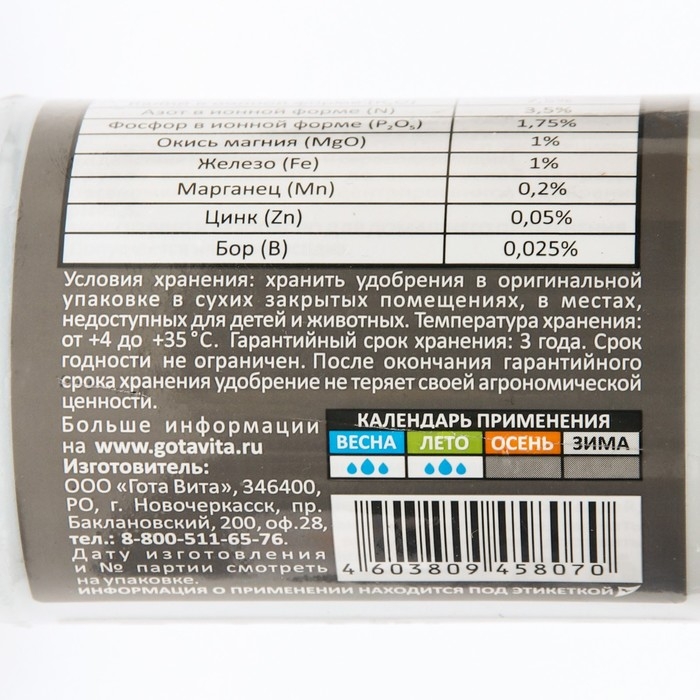 Азот в ионной форме (N) 3,5%
Фосфор в ионной форме (P₂O₅) 1,75%
Окись магния (MgO) 1%
Железо (Fe) 1%
Марганец (Mn) 0,2%
Цинк (Zn) 0,05%
Бор (B) 0,025%
Условия хранения: хранить удобрения в оригинальной
упаковке в сухих закрытых помещениях, в местах,
недоступных для детей и животных. Температура хранения:
от +4 до +35°С. Гарантийный срок хранения: 3 года. Срок
годности не ограничен. После окончания гарантийного
срока хранения удобрение не теряет своей агрономической
ценности.
Больше информации
на www.gotavita.ru
Изготовитель:
ООО «Гота Вита», 346400,
РО, г. Новочеркасск, пр.
Баклановский, 200, оф.28,
тел.: 8-800-511-65-76.
Дату изготовления
и № партии смотреть
на упаковке.
КАЛЕНДАРЬ ПРИМЕНЕНИЯ
ВЕСНА ЛЕТО ОСЕНЬ ЗИМА
4 603809 458070
ИНФОРМАЦИЯ О ПРИМЕНЕНИИ НАХОДИТСЯ ПОД ЭТИКЕТКОЙ